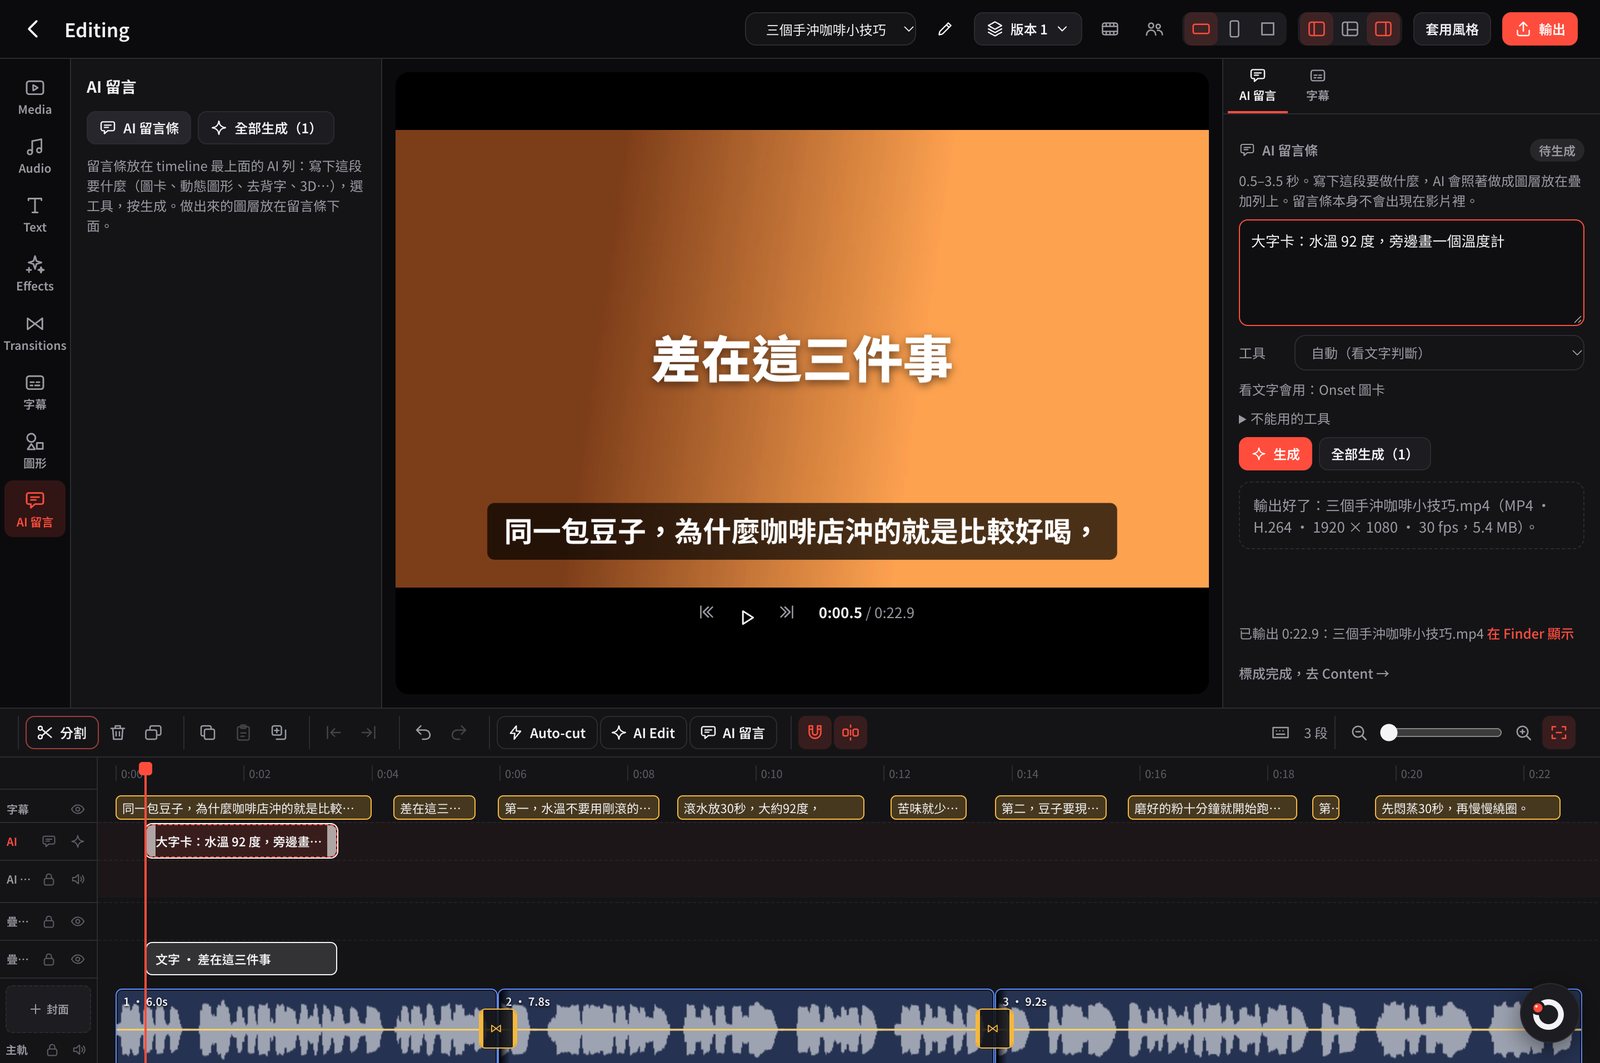 Editing
三個手沖咖啡小技巧
版本 1
套用風格
輸出
Media
Audio
Text
Effects
Transitions
字幕
圖形
AI 留言
AI 留言
AI 留言條
全部生成（1）
留言條放在 timeline 最上面的 AI 列：寫下這段
要什麼（圖卡、動態圖形、去背字、3D…），選
工具，按生成。做出來的圖層放在留言條下
面。
差在這三件事
同一包豆子，為什麼咖啡店沖的就是比較好喝，
0:00.5 / 0:22.9
AI 留言
字幕
AI 留言條
待生成
0.5–3.5 秒。寫下這段要做什麼，AI 會照著做成圖層放在疊
加列上。留言條本身不會出現在影片裡。
大字卡：水溫 92 度，旁邊畫一個溫度計
工具
自動（看文字判斷）
看文字會用：Onset 圖卡
不能用的工具
生成
全部生成（1）
輸出好了：三個手沖咖啡小技巧.mp4（MP4 ·
H.264 · 1920 × 1080 · 30 fps，5.4 MB）。
已輸出 0:22.9：三個手沖咖啡小技巧.mp4 在 Finder 顯示
標成完成，去 Content →
分割
Auto-cut
AI Edit
AI 留言
3 段
0:00
0:02
0:04
0:06
0:08
0:10
0:12
0:14
0:16
0:18
0:20
0:22
字幕
同一包豆子，為什麼咖啡店沖的就是比較…
差在這三…
第一，水溫不要用剛滾的…
滾水放30秒，大約92度，
苦味就少…
第二，豆子要現…
磨好的粉十分鐘就開始跑…
第…
先悶蒸30秒，再慢慢繞圈。
AI
大字卡：水溫 92 度，旁邊畫…
AI …
疊…
疊…
文字 · 差在這三件事
封面
1 · 6.0s
2 · 7.8s
3 · 9.2s
主軌